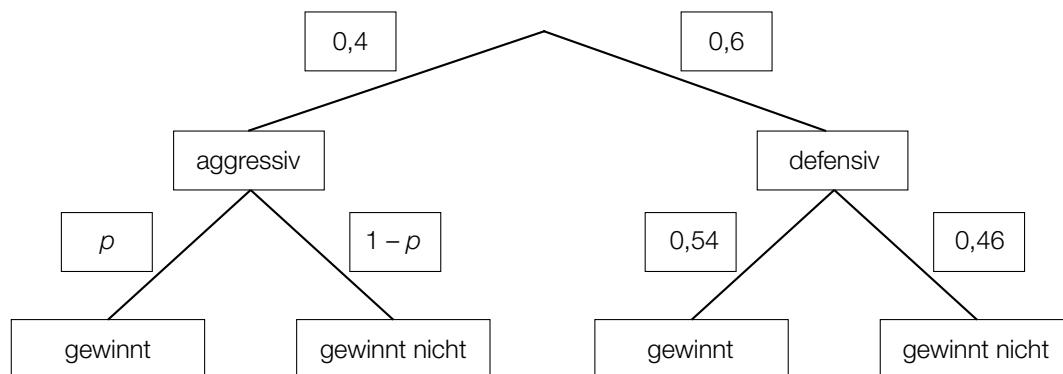 0,4
0,6
aggressiv
defensiv
p
1 – p
0,54
0,46
gewinnt
gewinnt nicht
gewinnt
gewinnt nicht